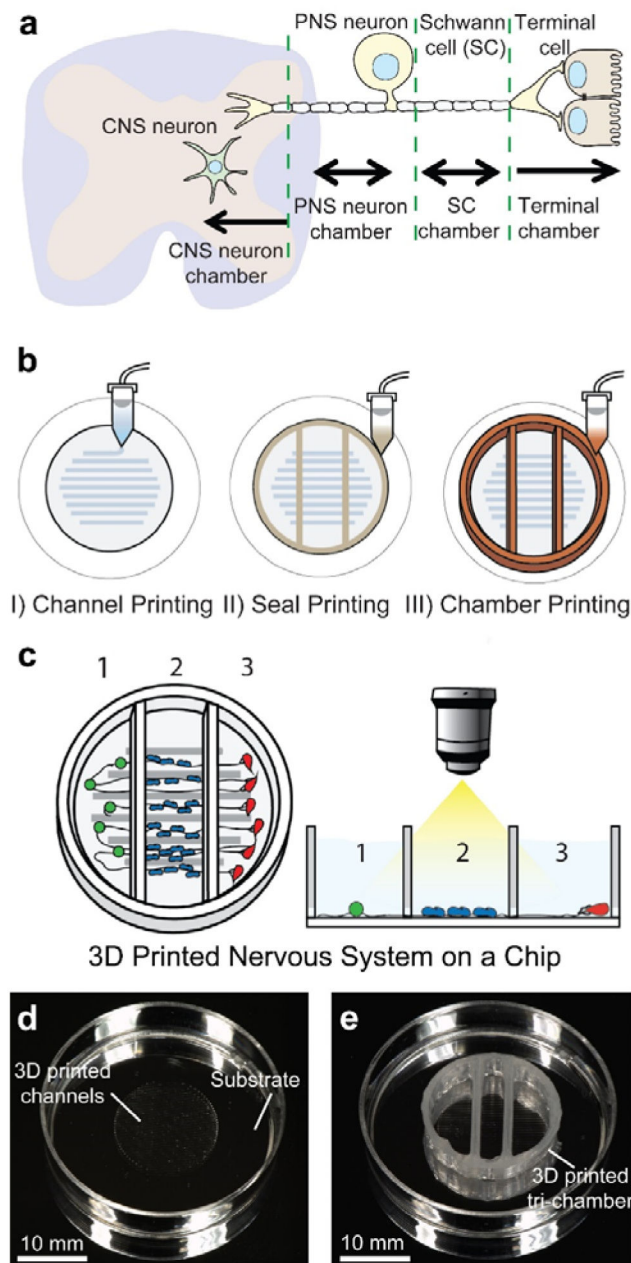 a
PNS neuron
Schwann
cell (SC)
Terminal
cell
CNS neuron
PNS neuron
chamber
SC
chamber
Terminal
chamber
CNS neuron
chamber
b
I) Channel Printing
II) Seal Printing
III) Chamber Printing
c
1
2
3
1
2
3
3D Printed Nervous System on a Chip
d
3D printed
channels
Substrate
10 mm
e
3D printed
tri-chamber
10 mm